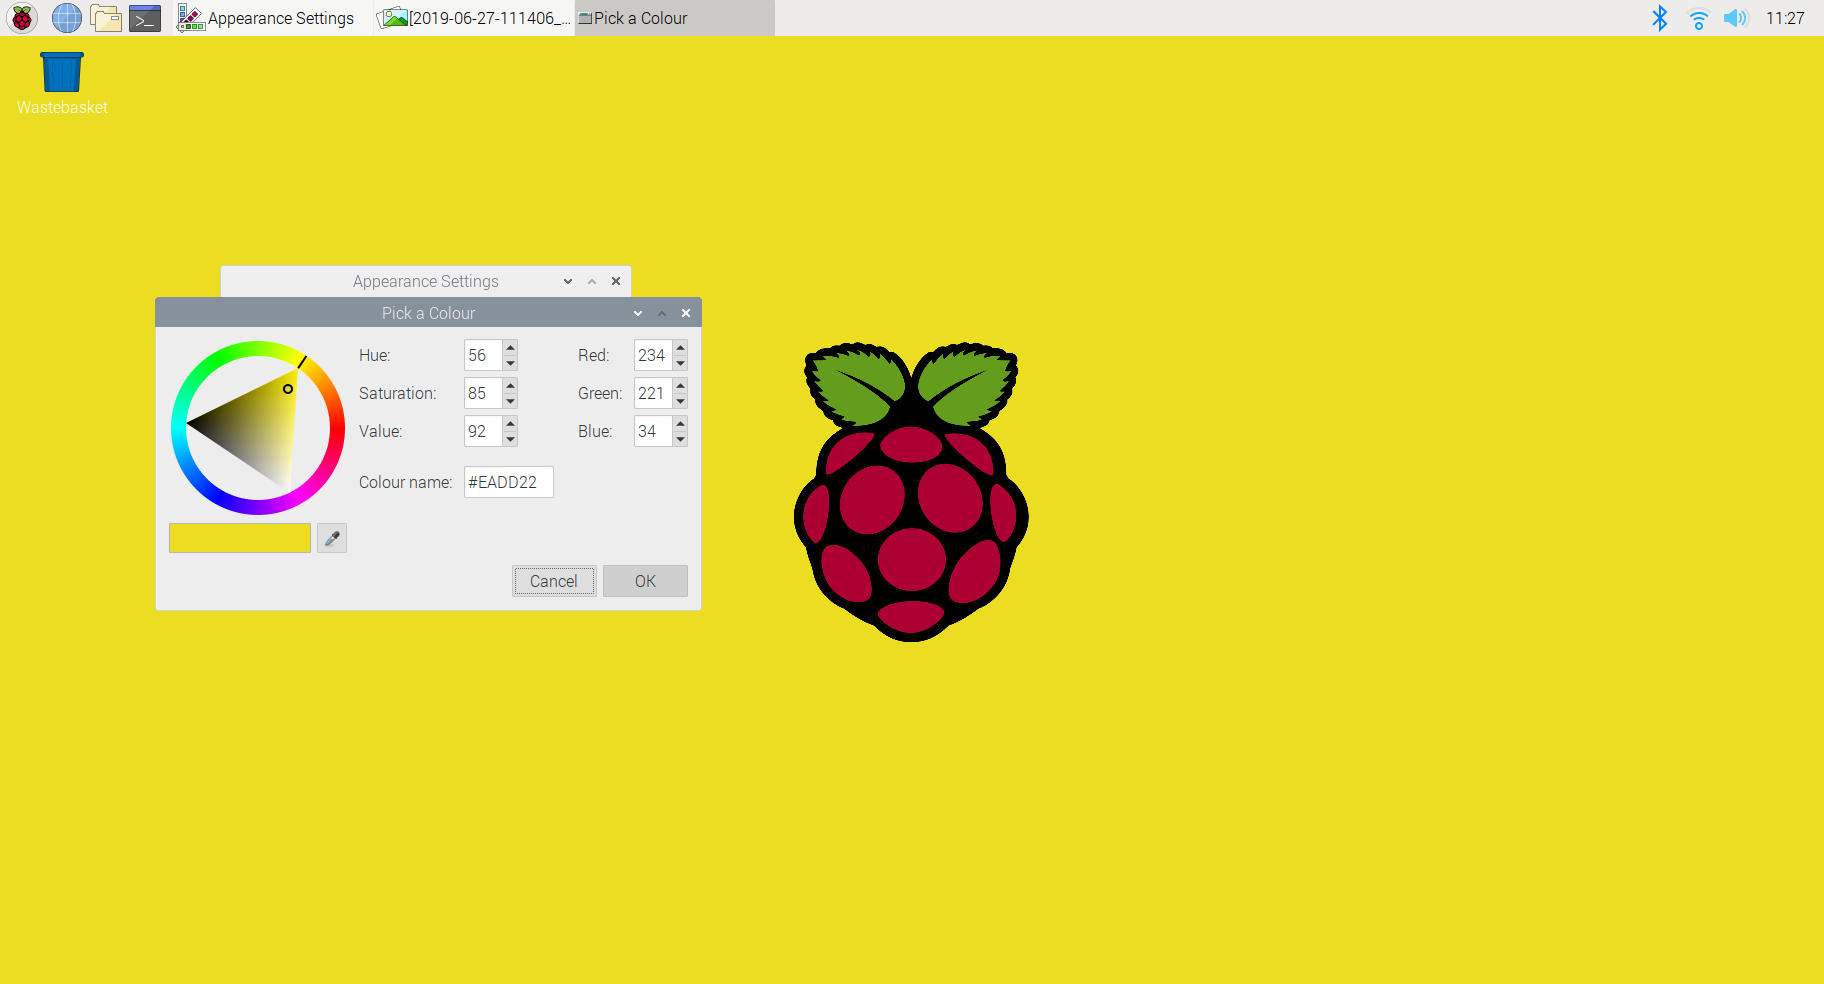 Appearance Settings
[2019-06-27-111406_...
Pick a Colour
11:27
Wastebasket
Appearance Settings
Pick a Colour
Hue: 56 Red: 234
Saturation: 85 Green: 221
Value: 92 Blue: 34
Colour name: #EADD22
Cancel OK